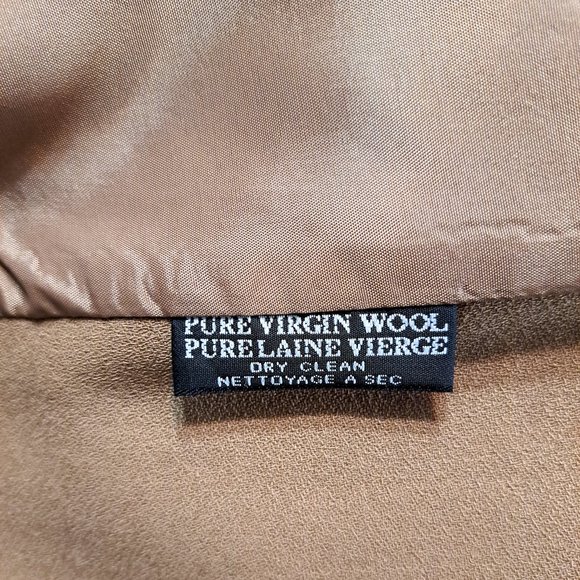 PURE VIRGIN WOOL
PURE LAINE VIERGE
DRY CLEAN
NETTOYAGE A SEC